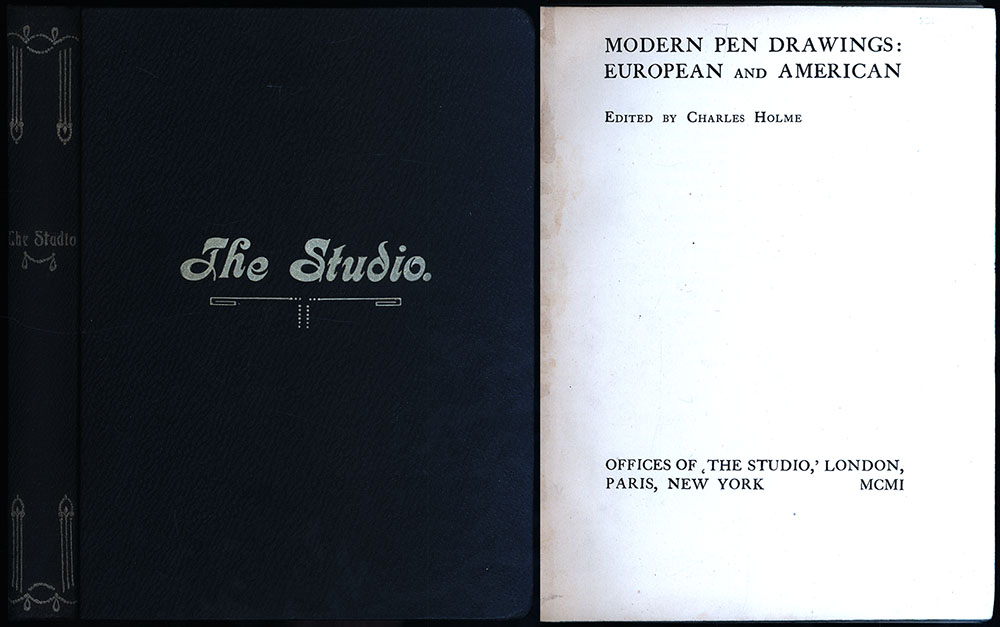 The Studio
The Studio.
MODERN PEN DRAWINGS:
EUROPEAN AND AMERICAN
EDITED BY CHARLES HOLME
OFFICES OF ‚THE STUDIO,’ LONDON,
PARIS, NEW YORK MCMI